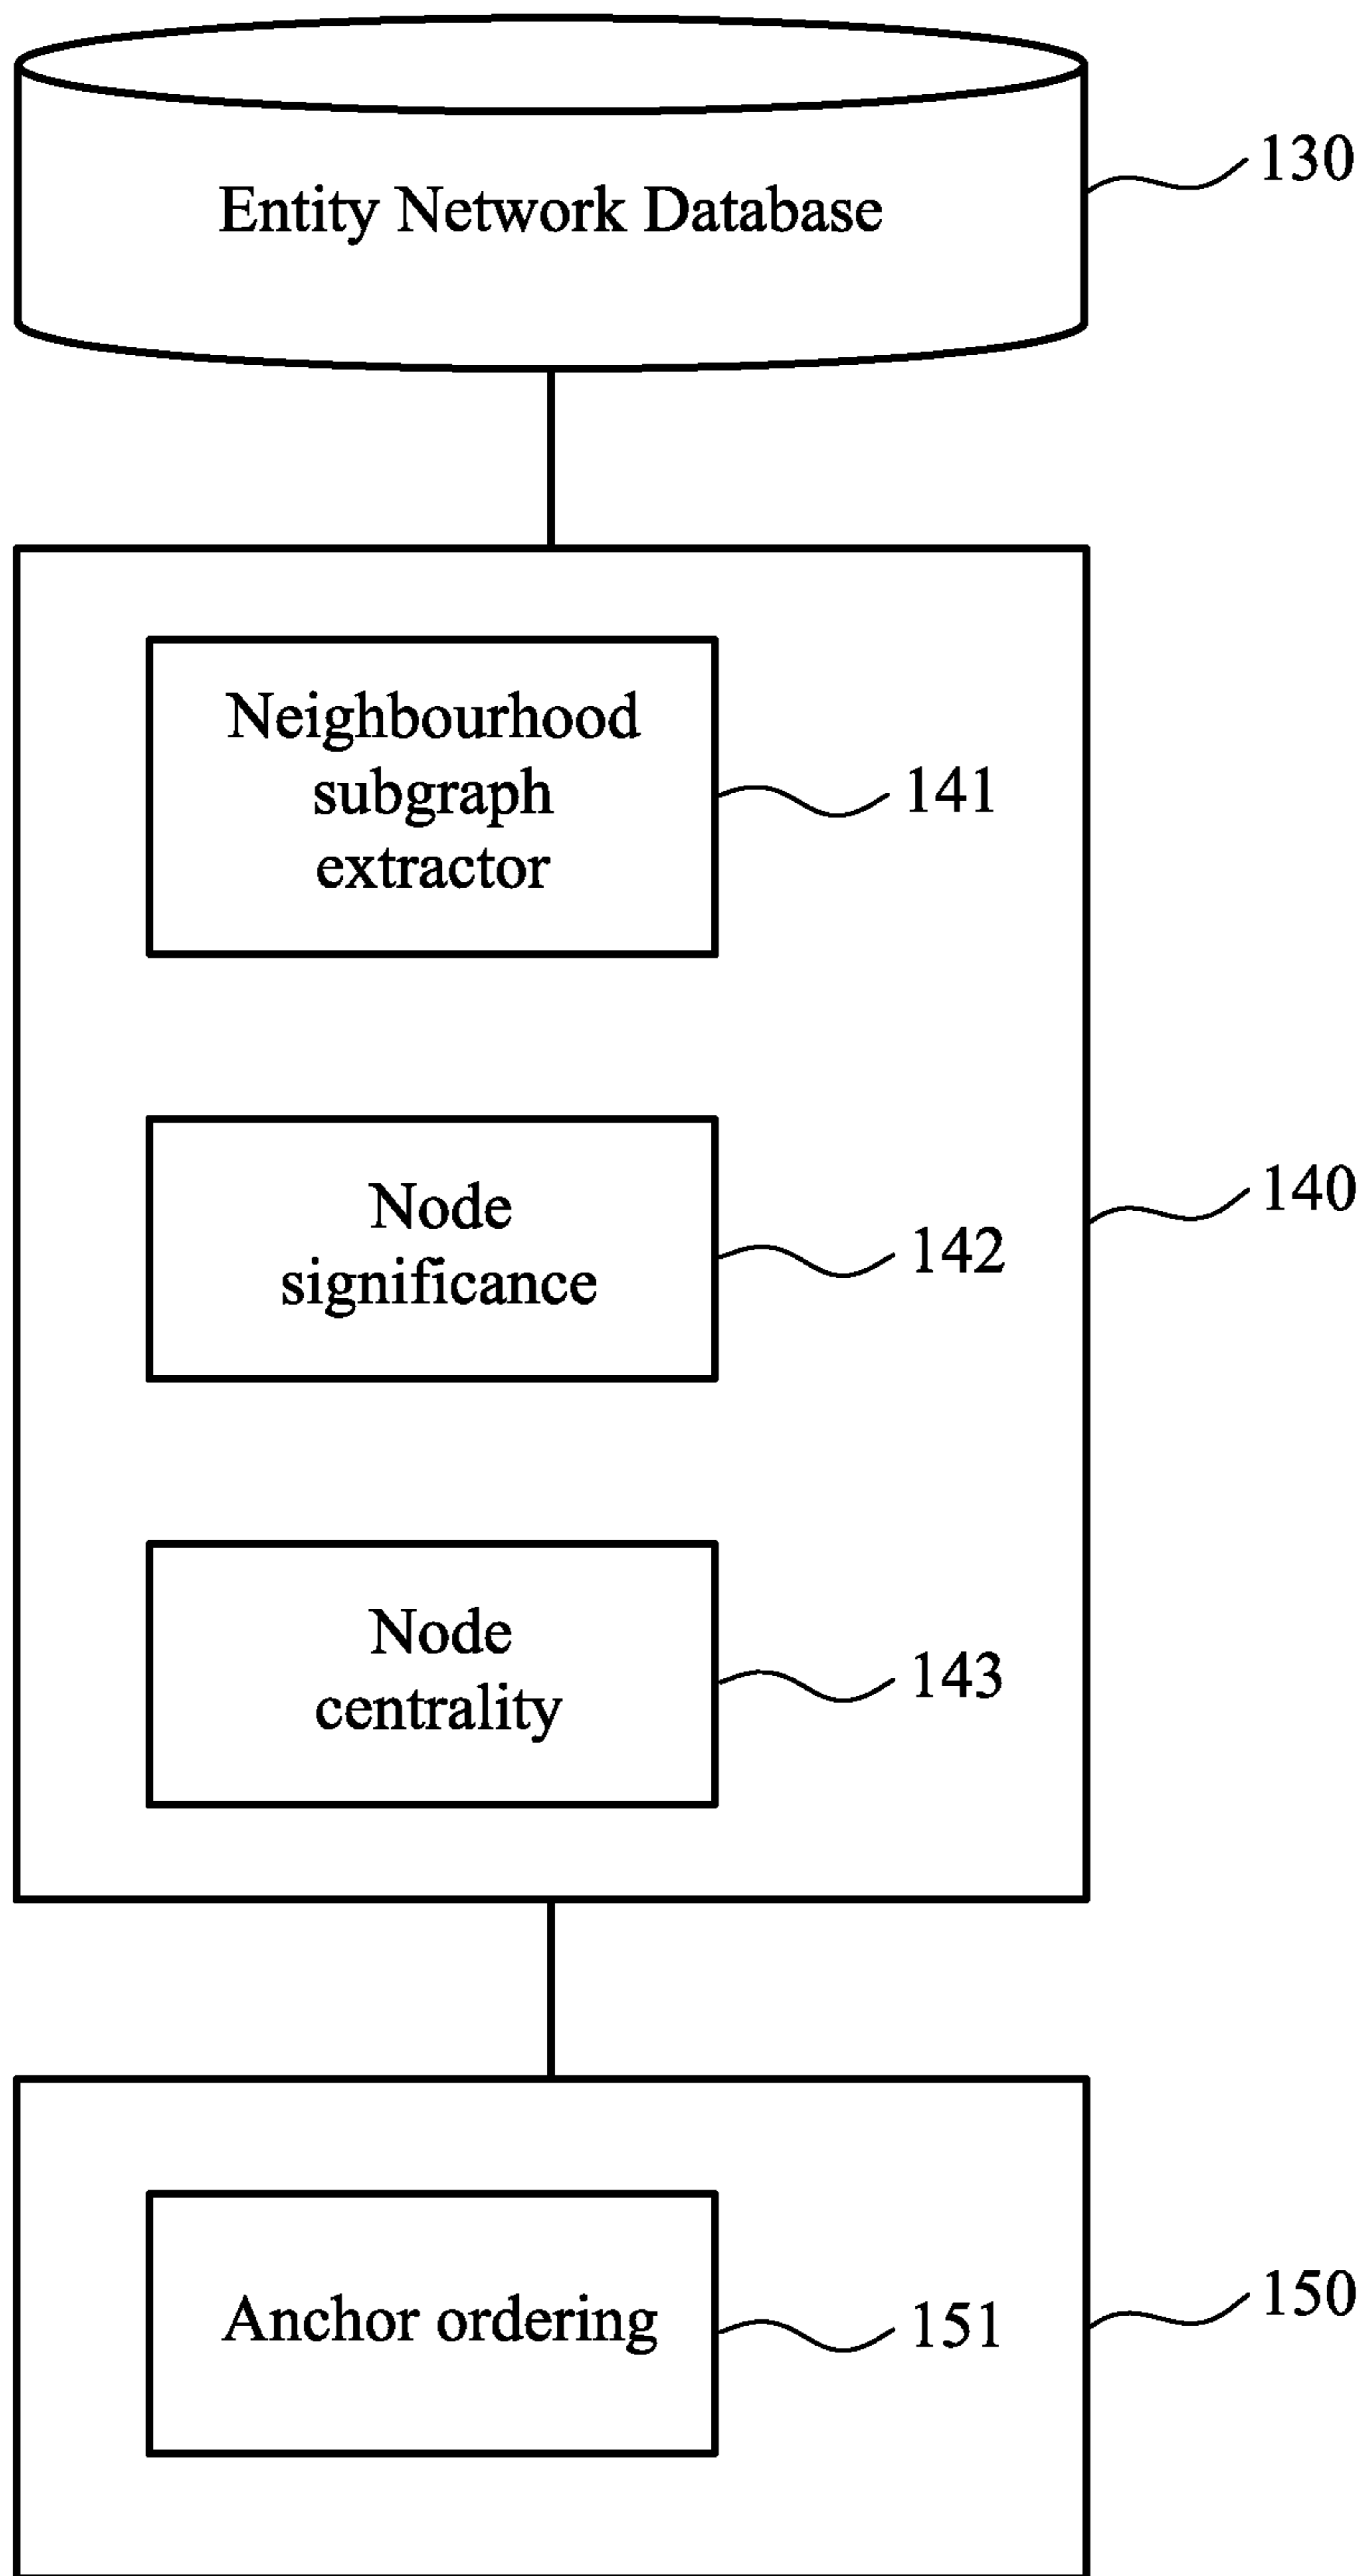 Entity Network Database
130
Neighbourhood
subgraph
extractor
141
140
Node
significance
142
Node
centrality
143
Anchor ordering
151
150